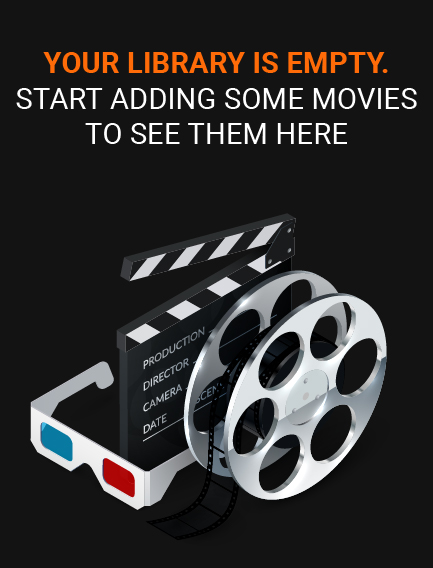 YOUR LIBRARY IS EMPTY.
START ADDING SOME MOVIES
TO SEE THEM HERE
PRODUCTION
DIRECTOR
CAMERA
DATE